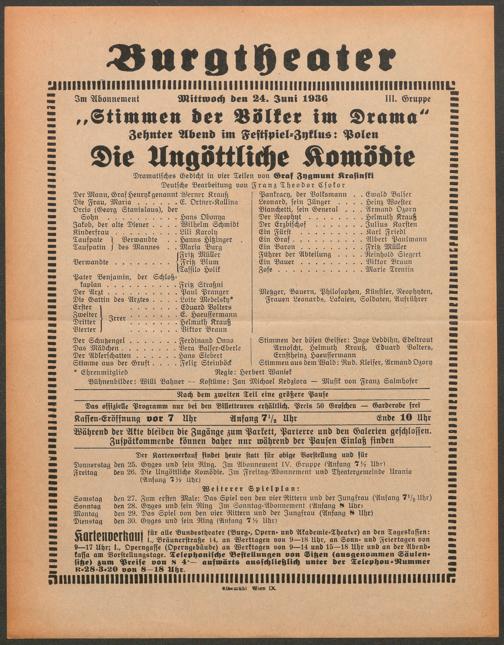 Burgtheater
Im Abonnement Mittwoch den 24. Juni 1936 III. Gruppe
„Stimmen der Völker im Drama“
Zehnter Abend im Festspiel-Zyklus: Polen
Die Ungöttliche Komödie
Dramatisches Gedicht in vier Teilen von Graf Zygmunt Krasinski
Deutsche Bearbeitung von Franz Theodor Csokor
Der Mann, Graf Henryk genannt Werner Krauß
Die Frau, Maria . . . . . E. Ortner-Kallina
Orcio (Georg Stanislaus), der
Sohn . . . . . Hans Obonya
Jakob, der alte Diener . . Wilhelm Schmidt
Kinderfrau . . . . . Lili Karoly
Taufpate } Verwandte . . Hanns Hitzinger
Taufpatin } des Mannes . . Maria Burg
Verwandte . . . . . { Fritz Müller
Fritz Blum
Tassilo Holik
Pater Benjamin, der Schloß-
kaplan . . . . . Fritz Straßni
Der Arzt . . . . . Paul Pranger
Die Gattin des Arztes . . Lotte Medelsky*
Erster } Eduard Volters
Zweiter } Irrer . . E. Haeussermann
Dritter } Helmuth Krauß
Vierter } Viktor Braun
Der Schutzengel . . . . Ferdinand Onno
Das Mädchen . . . . . Vera Balser-Eberle
Der Adlerschatten . . . . Hans Siebert
Stimme aus der Gruft . . . Felix Steinböck
Pankracy, der Volksmann . . Ewald Balser
Leonard, sein Jünger . . . Heinz Woester
Bianchetti, sein General . . Armand Ozory
Der Neophyt . . . . . Helmuth Krauß
Der Erzbischof . . . . . Julius Karsten
Ein Fürst . . . . . Karl Friedl
Ein Graf . . . . . Albert Paulmann
Ein Baron . . . . . Fritz Müller
Führer der Abteilung . . . Reinhold Siegert
Ein Bauer . . . . . Viktor Braun
Zofe . . . . . Marie Trentin
Metzger, Bauern, Philosophen, Künstler, Neophyten,
Frauen Leonards, Lakaien, Soldaten, Aufrührer
Stimmen der bösen Geister: Inge Voddihn, Edeltraut
Arnoscht, Helmuth Krauß, Eduard Volters,
Ernstheinz Haeussermann
Stimmen aus dem Wald: Rud. Kleiser, Armand Ozory
* Ehrenmitglied Regie: Herbert Waniek
Bühnenbilder: Willi Bahner — Kostüme: Jan Michael Kedziora — Musik von Franz Salmhofer
Nach dem zweiten Teil eine größere Pause
Das offizielle Programm nur bei den Billetteuren erhältlich. Preis 50 Groschen — Garderobe frei
Kassen-Eröffnung vor 7 Uhr Anfang 7½ Uhr Ende 10 Uhr
Während der Akte bleiben die Zugänge zum Parkett, Parterre und den Galerien geschlossen.
Zuspätkommende können daher nur während der Pausen Einlaß finden
Der Kartenverkauf findet heute statt für obige Vorstellung und für
Donnerstag den 25. Gyges und sein Ring. Im Abonnement IV. Gruppe (Anfang 7½ Uhr)
Freitag den 26. Die Ungöttliche Komödie. Im Freitag-Abonnement und Theatergemeinde Urania
(Anfang 7½ Uhr)
Weiterer Spielplan:
Samstag den 27. Zum ersten Male: Das Spiel von den vier Rittern und der Jungfrau (Anfang 7½ Uhr)
Sonntag den 28. Gyges und sein Ring Im Sonntag-Abonnement (Anfang 8 Uhr)
Montag den 29. Das Spiel von den vier Rittern und der Jungfrau (Anfang 8 Uhr)
Dienstag den 30. Gyges und sein Ring (Anfang 7½ Uhr)
Kartenverkauf für alle Bundestheater (Burg-, Opern- und Akademie-Theater) an den Tageskassen:
I., Bräunerstraße 14, an Werktagen von 9—18 Uhr, an Sonn- und Feiertagen von
9—17 Uhr; I., Operngasse (Operngebäude) an Werktagen von 9—14 und 15—18 Uhr und an der Abend-
kassa am Vorstellungstage. Telephonische Bestellungen von Sitzen (ausgenommen Säulen-
sitze) zum Preise von S 4·— aufwärts ausschließlich unter der Telephon-Nummer
R-28-3-20 von 8—18 Uhr.
Elbemühl Wien IX.